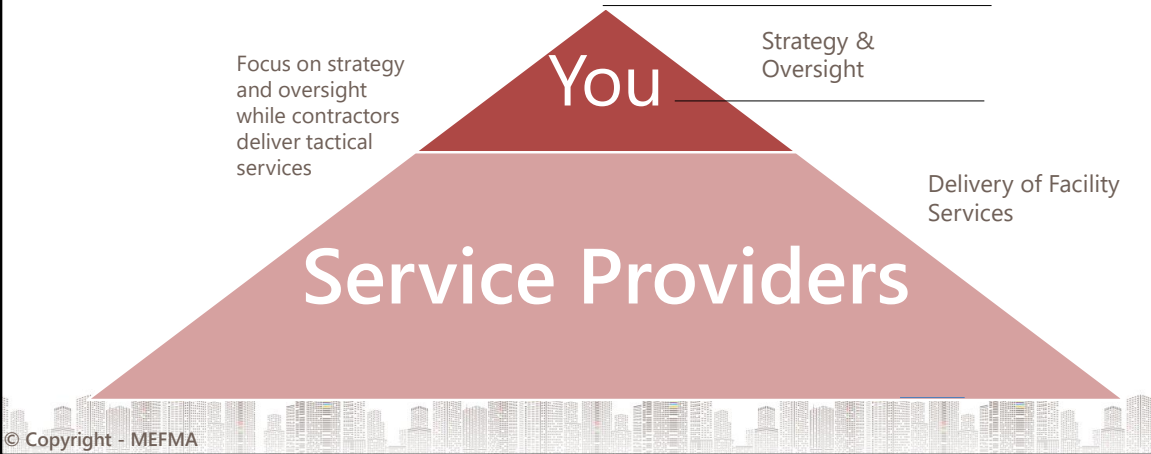 Focus on strategy
and oversight
while contractors
deliver tactical
services
You
Strategy &
Oversight
Delivery of Facility
Services
Service Providers
© Copyright - MEFMA